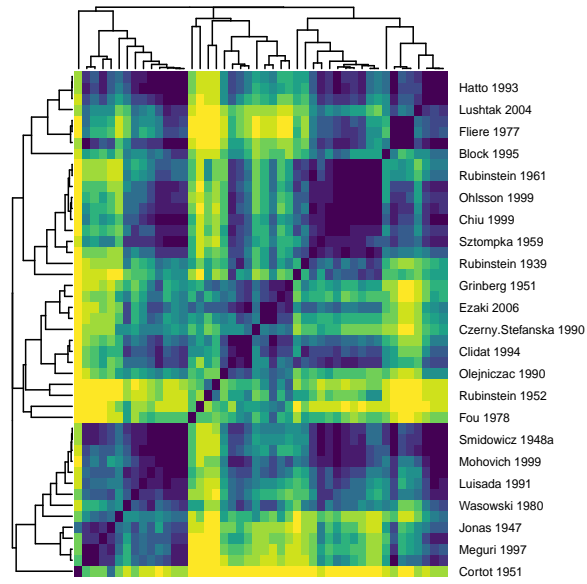 Hatto 1993
Lushtak 2004
Fliere 1977
Block 1995
Rubinstein 1961
Ohlsson 1999
Chiu 1999
Sztompka 1959
Rubinstein 1939
Grinberg 1951
Ezaki 2006
Czerny.Stefanska 1990
Clidat 1994
Olejniczac 1990
Rubinstein 1952
Fou 1978
Smidowicz 1948a
Mohovich 1999
Luisada 1991
Wasowski 1980
Jonas 1947
Meguri 1997
Cortot 1951